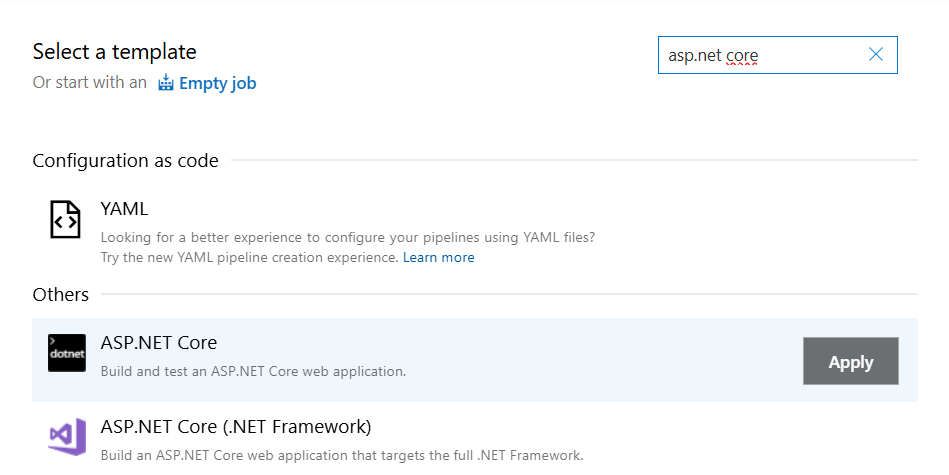 Select a template
asp.net core
Or start with an Empty job
Configuration as code
YAML
Looking for a better experience to configure your pipelines using YAML files?
Try the new YAML pipeline creation experience. Learn more
Others
dotnet
ASP.NET Core
Build and test an ASP.NET Core web application.
Apply
ASP.NET Core (.NET Framework)
Build an ASP.NET Core web application that targets the full .NET Framework.